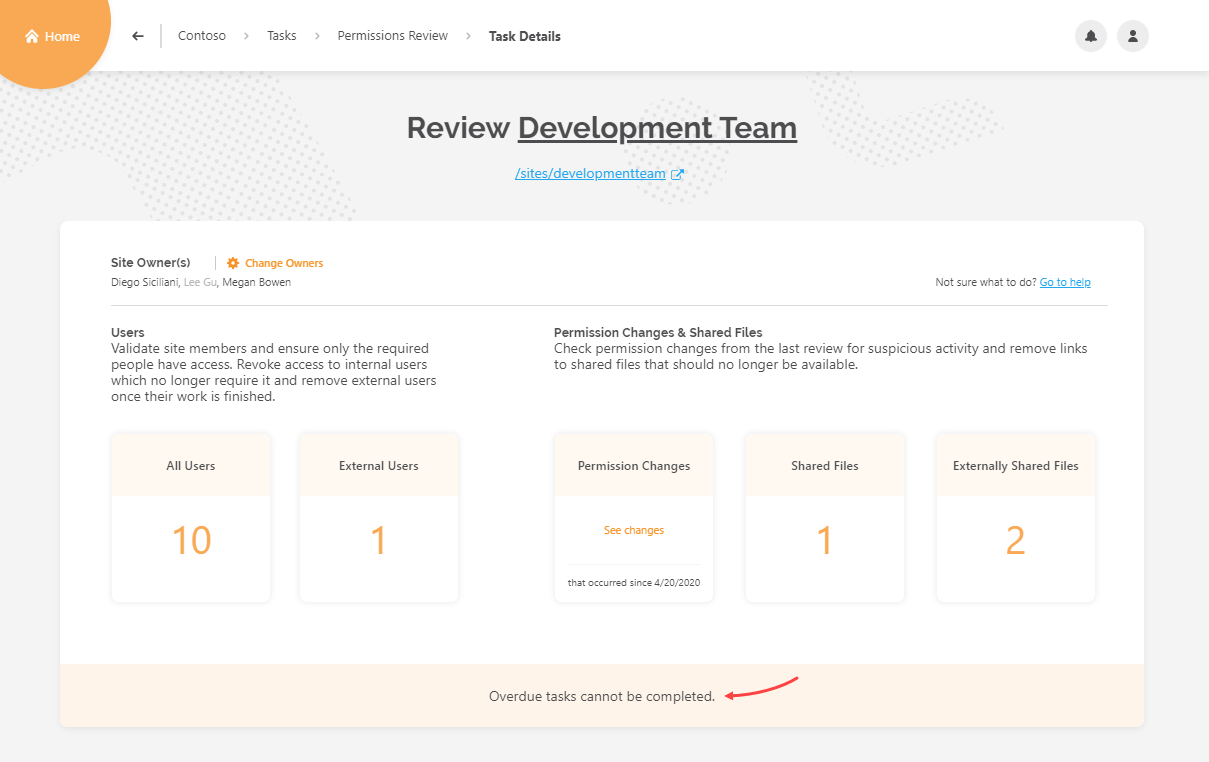 Home
Contoso > Tasks > Permissions Review > Task Details
Review Development Team
/sites/developmentteam
Site Owner(s) | Change Owners
Diego Siciliani, Lee Gu, Megan Bowen
Not sure what to do? Go to help
Users
Validate site members and ensure only the required
people have access. Revoke access to internal users
which no longer require it and remove external users
once their work is finished.
Permission Changes & Shared Files
Check permission changes from the last review for suspicious activity and remove links
to shared files that should no longer be available.
All Users
10
External Users
1
Permission Changes
See changes
that occurred since 4/20/2020
Shared Files
1
Externally Shared Files
2
Overdue tasks cannot be completed.